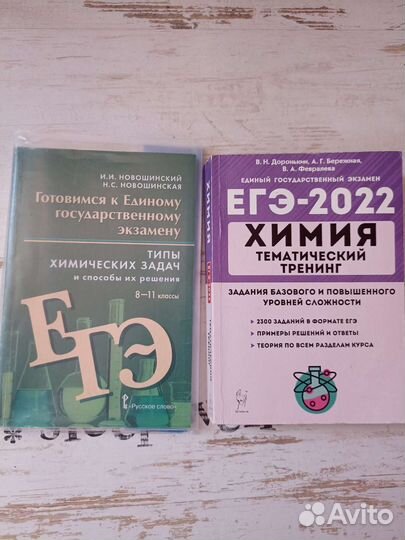 И.И. НОВОШИНСКИЙ
Н.С. НОВОШИНСКАЯ
Готовимся к Единому
государственному
экзамену
ТИПЫ
ХИМИЧЕСКИХ ЗАДАЧ
и способы их решения
8–11 классы
ЕГЭ
«Русское слово»
В. Н. Доронькин, А. Г. Бережная,
В. А. Февралева
ЕДИНЫЙ ГОСУДАРСТВЕННЫЙ ЭКЗАМЕН
ЕГЭ-2022
ХИМИЯ
ТЕМАТИЧЕСКИЙ
ТРЕНИНГ
ЗАДАНИЯ БАЗОВОГО И ПОВЫШЕННОГО
УРОВНЕЙ СЛОЖНОСТИ
• 2300 ЗАДАНИЙ В ФОРМАТЕ ЕГЭ
• ПРИМЕРЫ РЕШЕНИЙ И ОТВЕТЫ
• ТЕОРИЯ ПО ВСЕМ РАЗДЕЛАМ КУРСА
ХИМИЯ
Avito